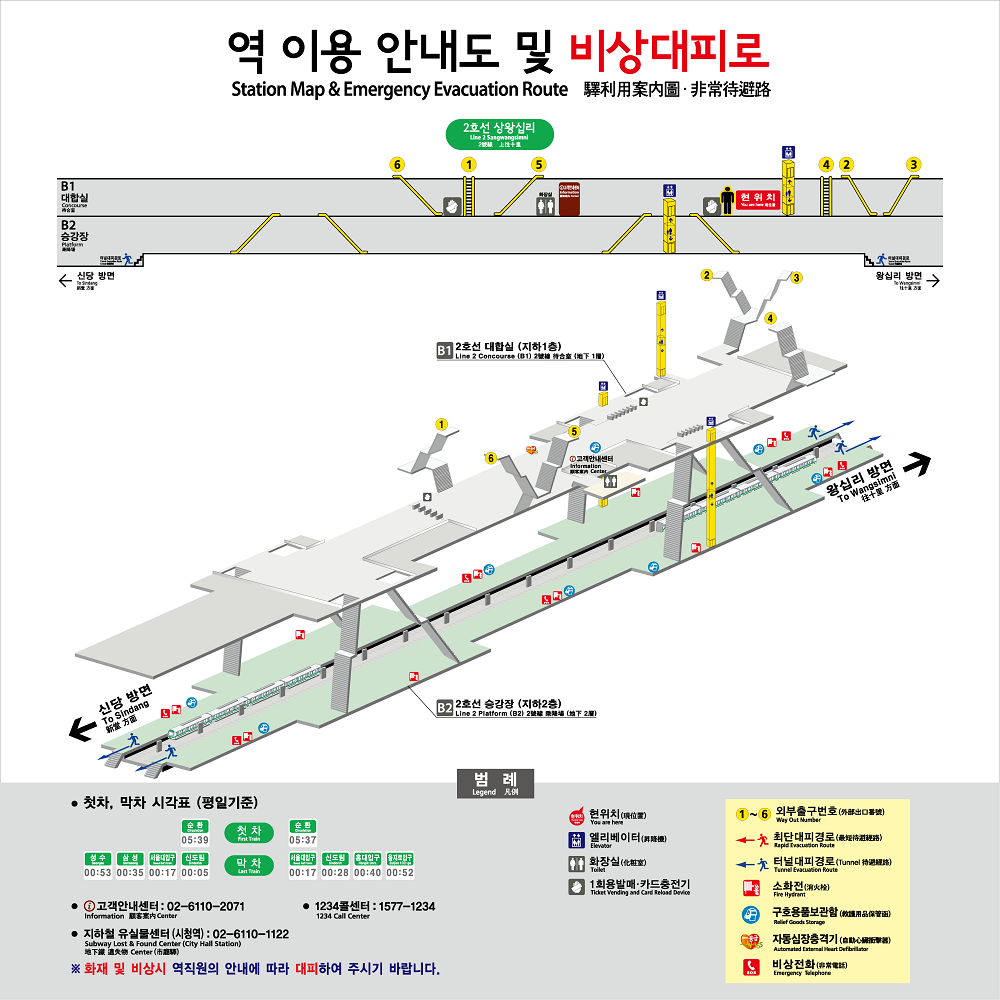 역 이용 안내도 및 비상대피로
Station Map & Emergency Evacuation Route 驛利用案内圖·非常待避路
2호선 상왕십리
Line 2 Sangwangsimni
2號線 上往十里
6
1
5
4
2
3
B1
대합실
Concourse
待合室
화장실
현 위 치
You are here
B2
승강장
Platform
乘降場
신당 방면
To Sindang
新堂 方面
왕십리 방면
To Wangsimni
往十里 方面
2
3
4
B1 2호선 대합실 (지하1층)
Line 2 Concourse (B1) 2號線 待合室 (地下 1層)
1
5
6
고객안내센터
Information
顧客案內 Center
왕십리 방면
To Wangsimni
往十里 方面
신당 방면
To Sindang
新堂 方面
B2 2호선 승강장 (지하2층)
Line 2 Platform (B2) 2號線 乘降場 (地下 2層)
범 례
Legend 凡例
• 첫차, 막차 시각표 (평일기준)
순 환
05:39
첫 차
First Train
순 환
05:37
성 수
00:53
삼 성
00:35
서울대입구
00:17
신도림
00:05
막 차
Last Train
서울대입구
00:17
신도림
00:28
홍대입구
00:40
을지로입구
00:52
• 고객안내센터 : 02-6110-2071
Information 顧客案內 Center
• 1234콜센터 : 1577-1234
1234 Call Center
• 지하철 유실물센터 (시청역) : 02-6110-1122
Subway Lost & Found Center (City Hall Station)
地下鐵 遺失物 Center (市廳驛)
※ 화재 및 비상시 역직원의 안내에 따라 대피하여 주시기 바랍니다.
현위치 (現位置)
You are here
엘리베이터 (昇降機)
Elevator
화장실 (化粧室)
Toilet
1회용발매·카드충전기
Ticket Vending and Card Reload Device
1~6 외부출구번호 (外部出口番號)
Way Out Number
최단대피경로 (最短待避經路)
Rapid Evacuation Route
터널대피경로 (Tunnel 待避經路)
Tunnel Evacuation Route
소화전 (消火栓)
Fire Hydrant
구호용품보관함 (救護用品保管函)
Relief Goods Storage
자동심장충격기 (自動心臟衝擊器)
Automated External Heart Defibrillator
SOS
비상전화 (非常電話)
Emergency Telephone